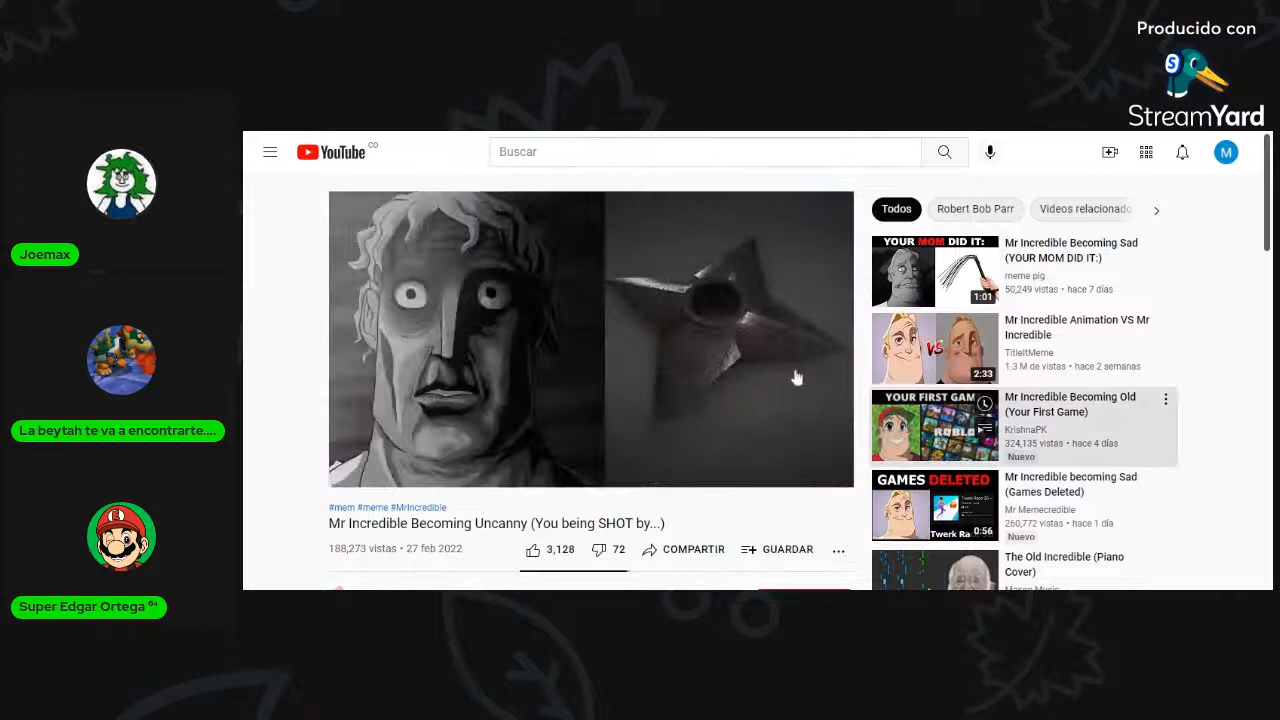 Producido con
StreamYard
Joemax
La beytah te va a encontrarte....
Super Edgar Ortega ⁶⁴
YouTube CO
Buscar
M
#mem #meme #MrIncredible
Mr Incredible Becoming Uncanny (You being SHOT by...)
188,273 vistas • 27 feb 2022
3,128
72
COMPARTIR
GUARDAR
Todos
Robert Bob Parr
Videos relacionado
YOUR MOM DID IT:
1:01
Mr Incredible Becoming Sad
(YOUR MOM DID IT:)
meme pig
50,249 vistas • hace 7 días
VS
2:33
Mr Incredible Animation VS Mr
Incredible
TitleItMeme
1.3 M de vistas • hace 2 semanas
YOUR FIRST GAM
ROBLO
Mr Incredible Becoming Old
(Your First Game)
KrishnaPK
324,135 vistas • hace 4 días
Nuevo
GAMES DELETED
Twerk Ra
0:56
Mr Incredible becoming Sad
(Games Deleted)
Mr Memecredible
260,772 vistas • hace 1 día
Nuevo
The Old Incredible (Piano
Cover)